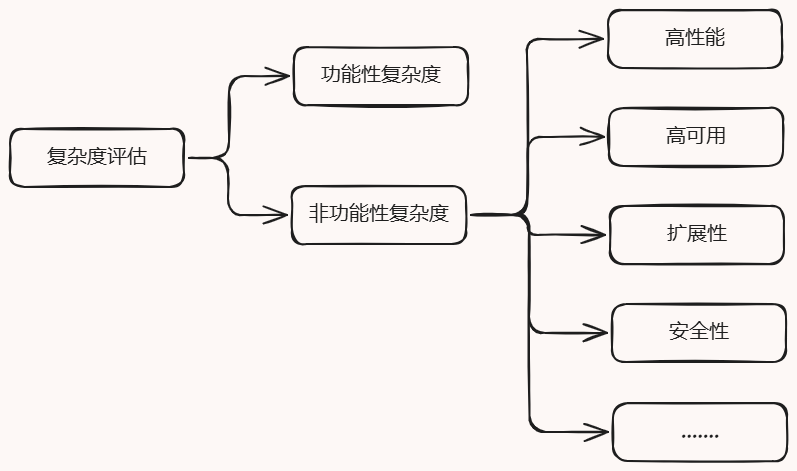 复杂度评估
功能性复杂度
非功能性复杂度
高性能
高可用
扩展性
安全性
.......